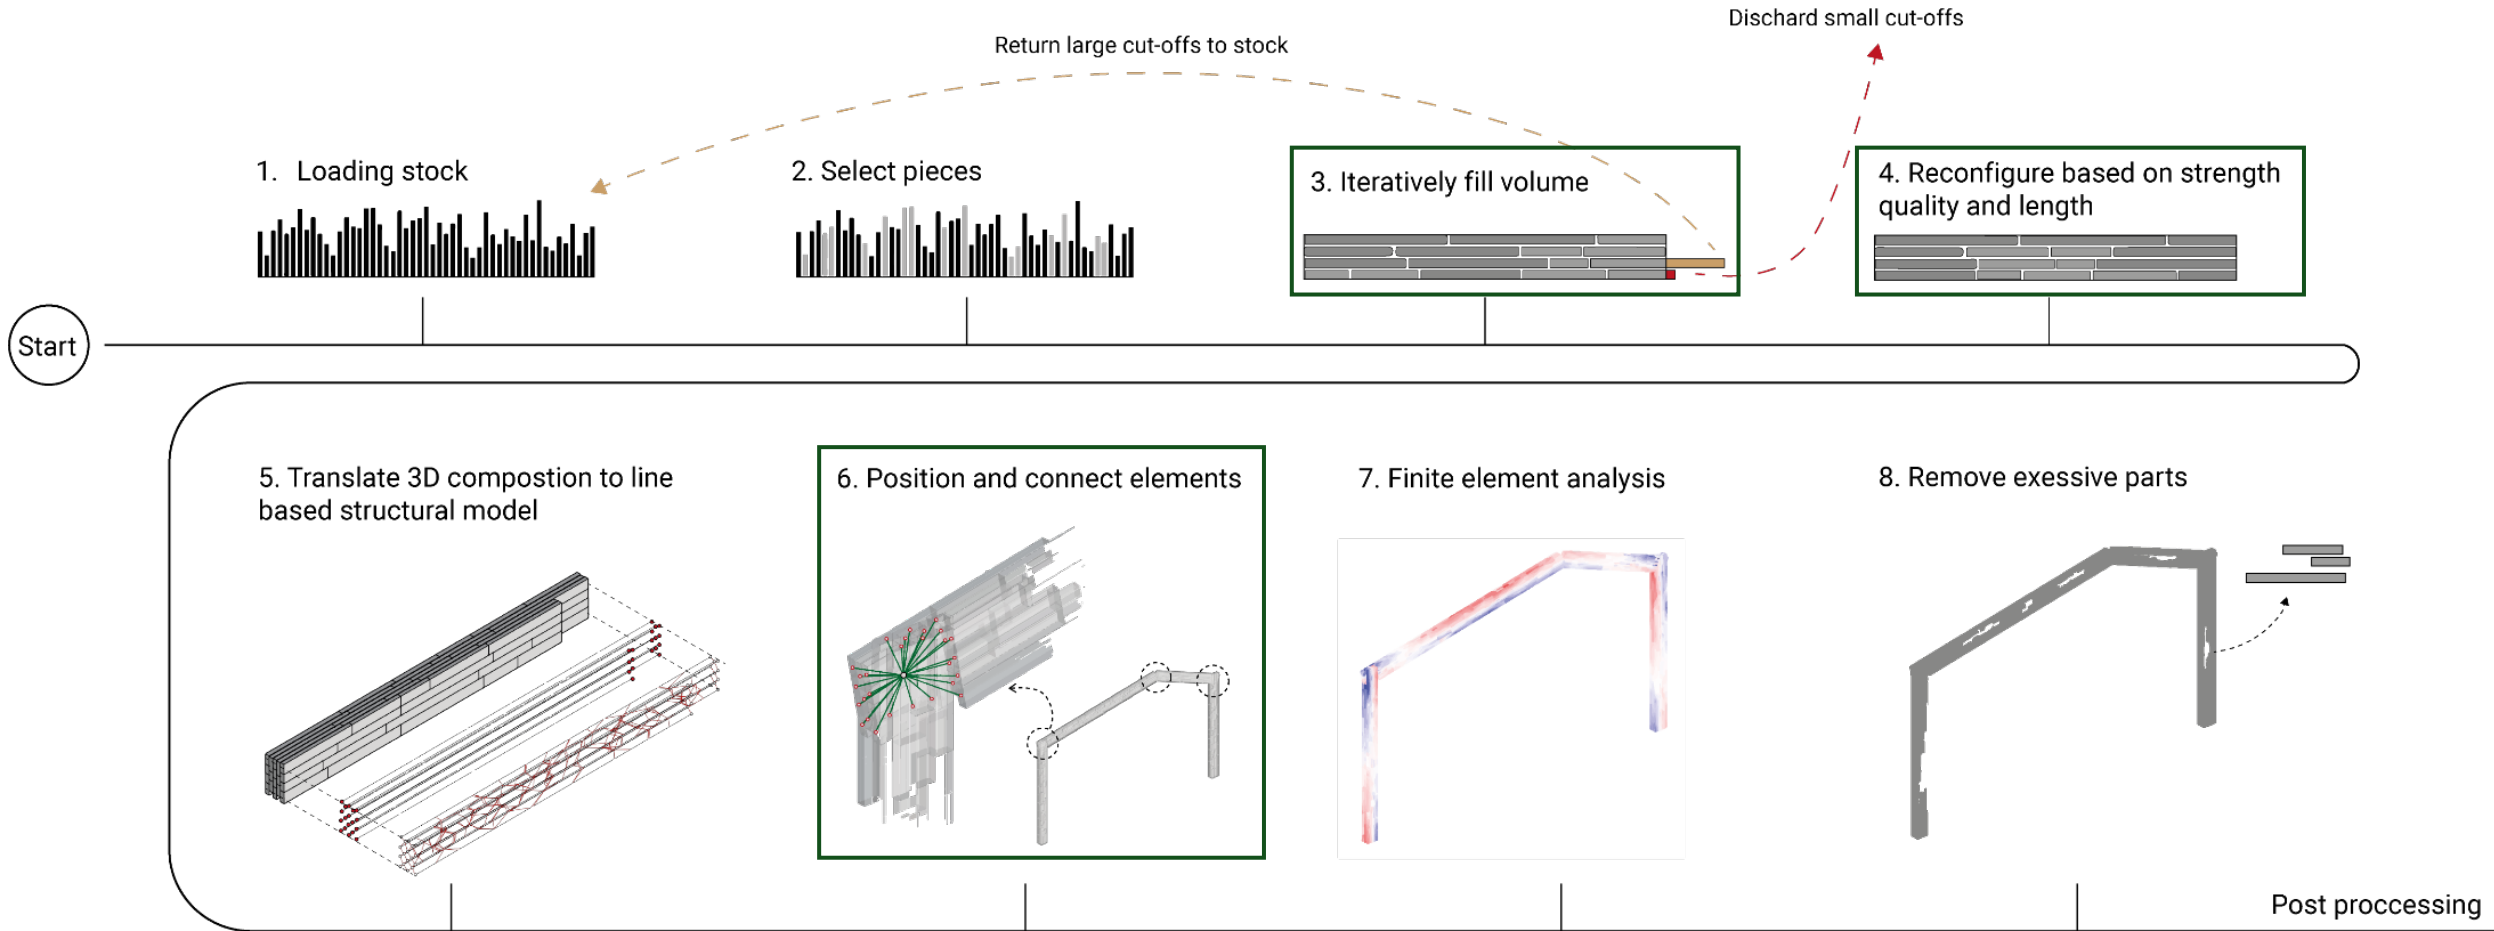 Dischard small cut-offs
Return large cut-offs to stock
1. Loading stock
2. Select pieces
3. Iteratively fill volume
4. Reconfigure based on strength
quality and length
Start
5. Translate 3D compostion to line
based structural model
6. Position and connect elements
7. Finite element analysis
8. Remove exessive parts
Post proccessing